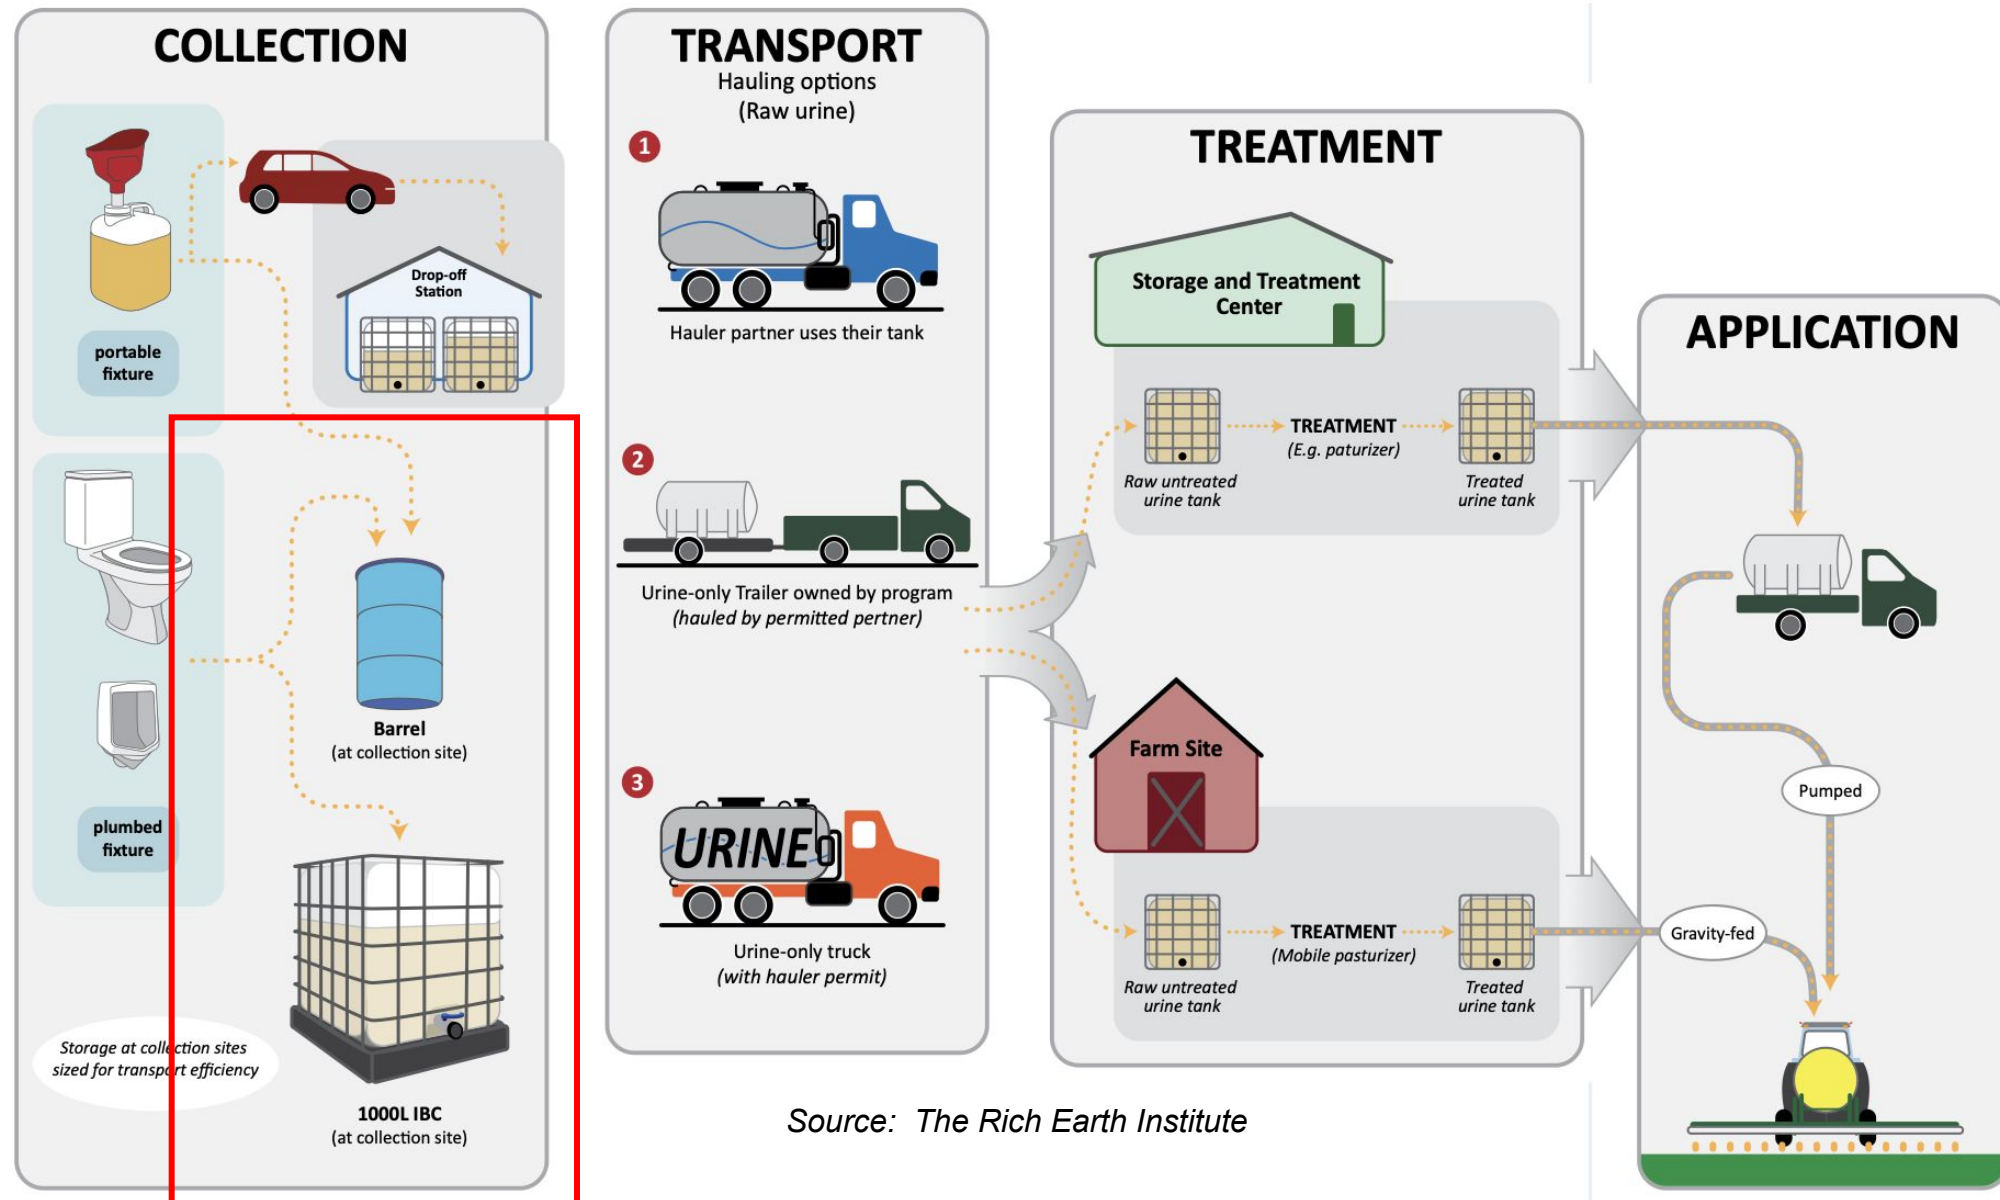 COLLECTION
portable
fixture
Drop-off
Station
plumbed
fixture
Barrel
(at collection site)
Storage at collection sites
sized for transport efficiency
1000L IBC
(at collection site)
TRANSPORT
Hauling options
(Raw urine)
1
Hauler partner uses their tank
2
Urine-only Trailer owned by program
(hauled by permitted pertner)
3
URINE
Urine-only truck
(with hauler permit)
TREATMENT
Storage and Treatment
Center
Raw untreated
urine tank
TREATMENT
(E.g. paturizer)
Treated
urine tank
Farm Site
Raw untreated
urine tank
TREATMENT
(Mobile pasturizer)
Treated
urine tank
APPLICATION
Pumped
Gravity-fed
Source: The Rich Earth Institute